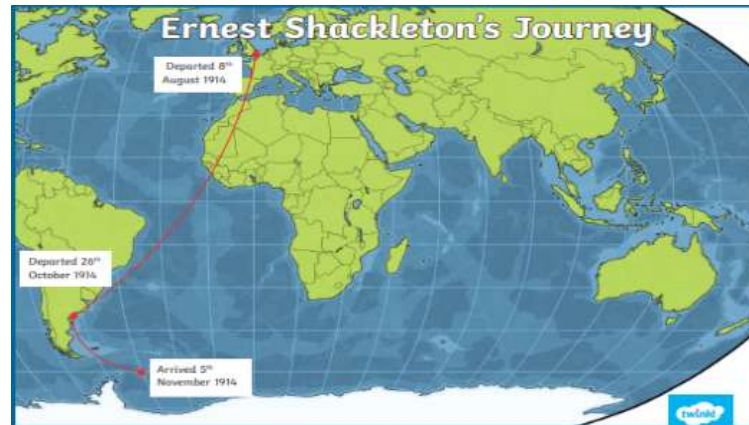 Ernest Shackleton's Journey
Departed 8th
August 1914
Departed 26th
October 1914
Arrived 5th
November 1914
twinkl